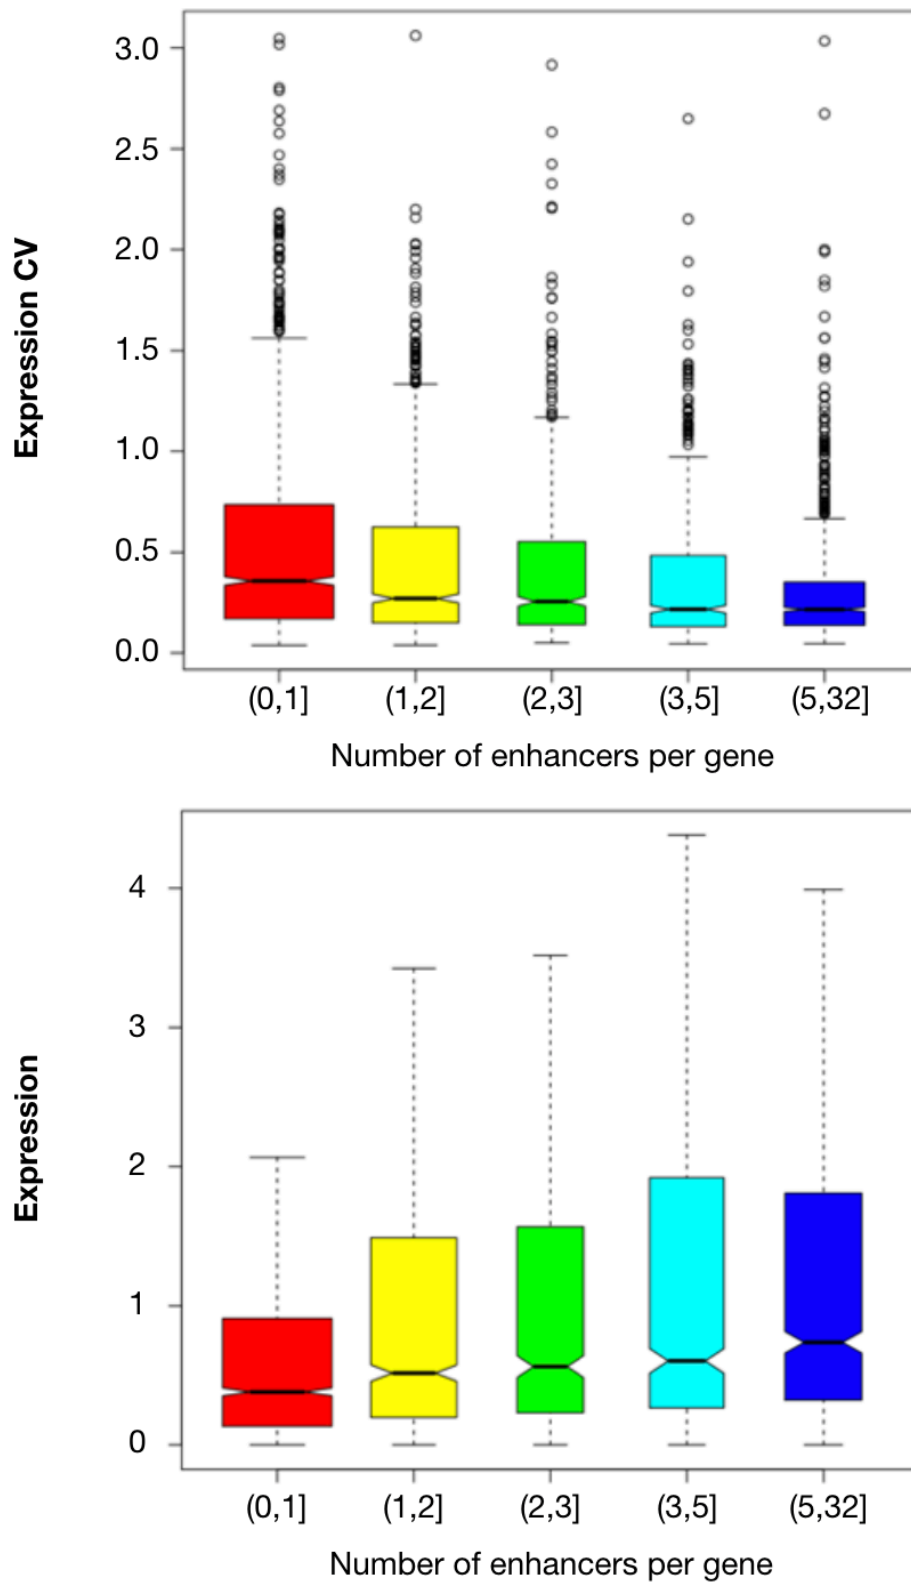 Expression CV
3.0
2.5
2.0
1.5
1.0
0.5
0.0
(0,1] (1,2] (2,3] (3,5] (5,32]
Number of enhancers per gene
Expression
4
3
2
1
0
(0,1] (1,2] (2,3] (3,5] (5,32]
Number of enhancers per gene